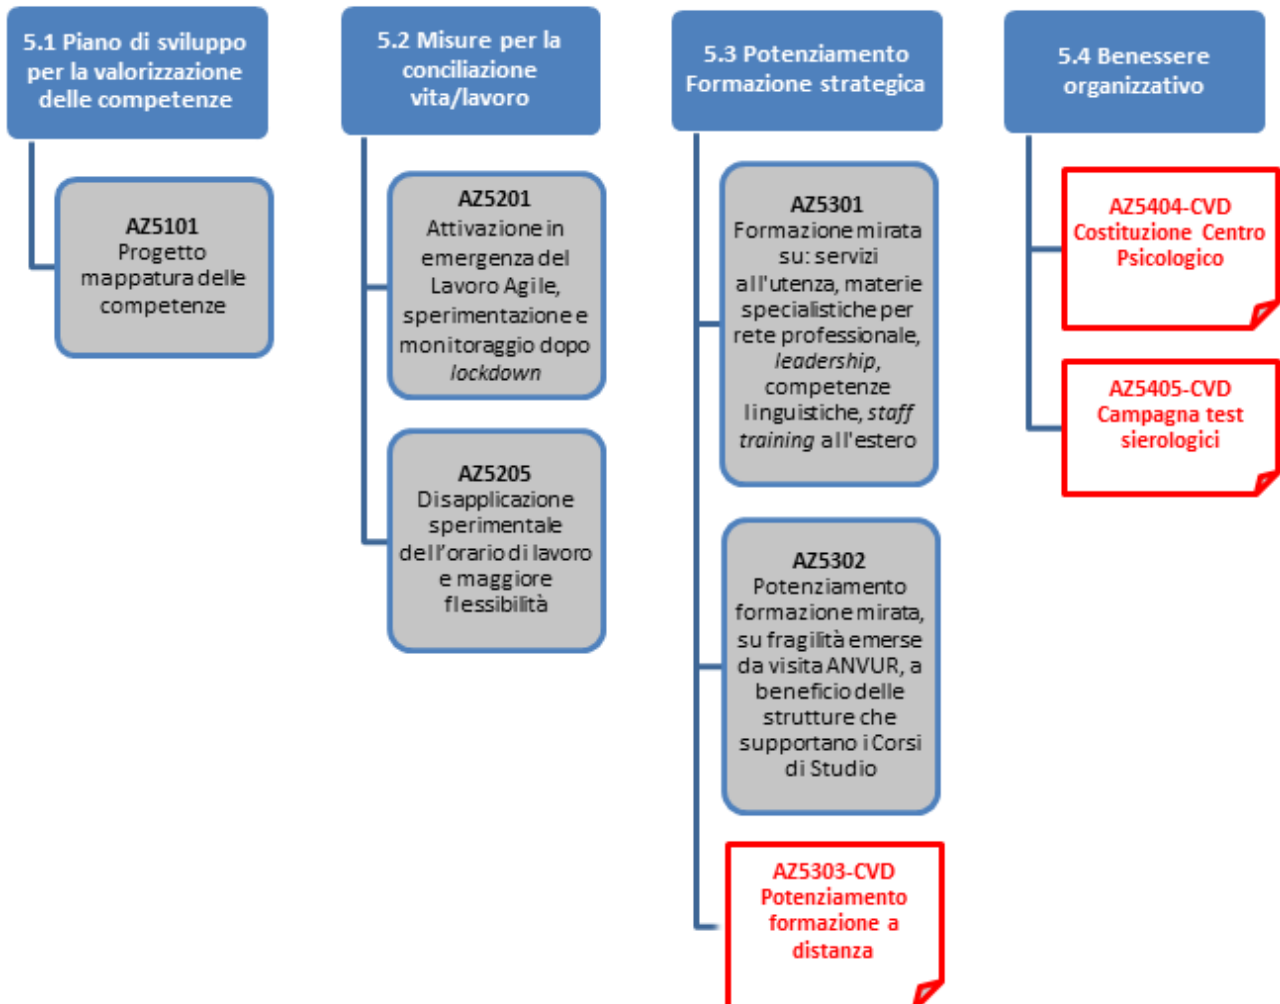 5.1 Piano di sviluppo
per la valorizzazione
delle competenze
AZ5101
Progetto
mappatura delle
competenze
5.2 Misure per la
conciliazione
vita/lavoro
AZ5201
Attivazione in
emergenza del
Lavoro Agile,
sperimentazione e
monitoraggio dopo
lockdown
AZ5205
Disapplicazione
sperimentale
dell'orario di lavoro
e maggiore
flessibilità
5.3 Potenziamento
Formazione strategica
AZ5301
Formazione mirata
su: servizi
all'utenza, materie
specialistiche per
rete professionale,
leadership,
competenze
linguistiche, staff
training all'estero
AZ5302
Potenziamento
formazione mirata,
su fragilità emerse
da visita ANVUR, a
beneficio delle
strutture che
supportano i Corsi
di Studio
AZ5303-CVD
Potenziamento
formazione a
distanza
5.4 Benessere
organizzativo
AZ5404-CVD
Costituzione Centro
Psicologico
AZ5405-CVD
Campagna test
sierologici